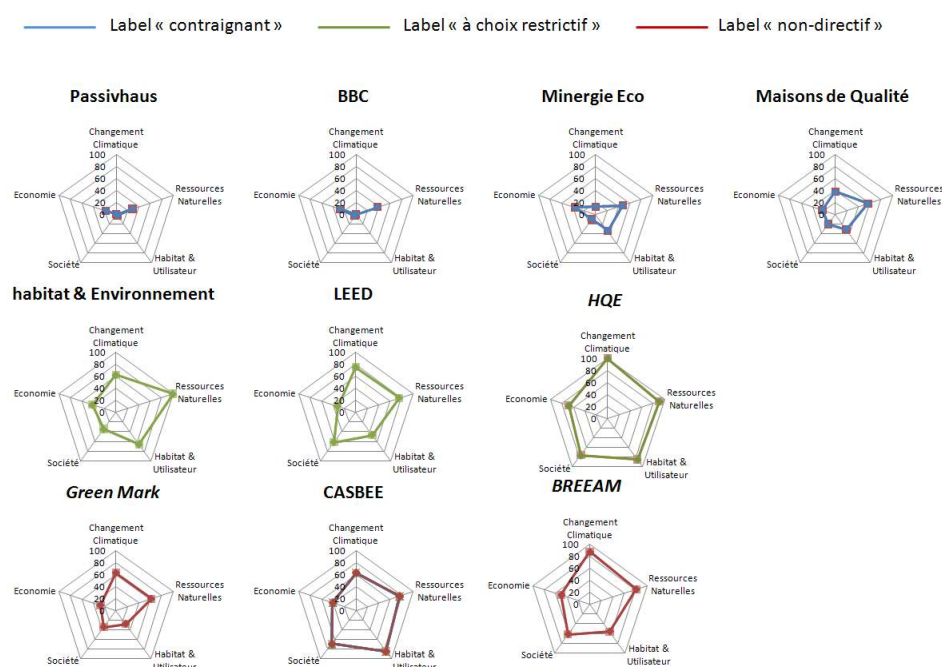 Label « contraignant » Label « à choix restrictif » Label « non-directif »
Passivhaus
Changement
Climatique
100
80
60
40
20
0
Economie
Ressources
Naturelles
Société
Habitat &
Utilisateur
BBC
Changement
Climatique
100
80
60
40
20
0
Economie
Ressources
Naturelles
Société
Habitat &
Utilisateur
Minergie Eco
Changement
Climatique
100
80
60
40
20
0
Economie
Ressources
Naturelles
Société
Habitat &
Utilisateur
Maisons de Qualité
Changement
Climatique
100
80
60
40
20
0
Economie
Ressources
Naturelles
Société
Habitat &
Utilisateur
habitat & Environnement
Changement
Climatique
100
80
60
40
20
0
Economie
Ressources
Naturelles
Société
Habitat &
Utilisateur
LEED
Changement
Climatique
100
80
60
40
20
0
Economie
Ressources
Naturelles
Société
Habitat &
Utilisateur
HQE
Changement
Climatique
100
80
60
40
20
0
Economie
Ressources
Naturelles
Société
Habitat &
Utilisateur
Green Mark
Changement
Climatique
100
80
60
40
20
0
Economie
Ressources
Naturelles
Société
Habitat &
Utilisateur
CASBEE
Changement
Climatique
100
80
60
40
20
0
Economie
Ressources
Naturelles
Société
Habitat &
Utilisateur
BREEAM
Changement
Climatique
100
80
60
40
20
0
Economie
Ressources
Naturelles
Société
Habitat &
Utilisateur